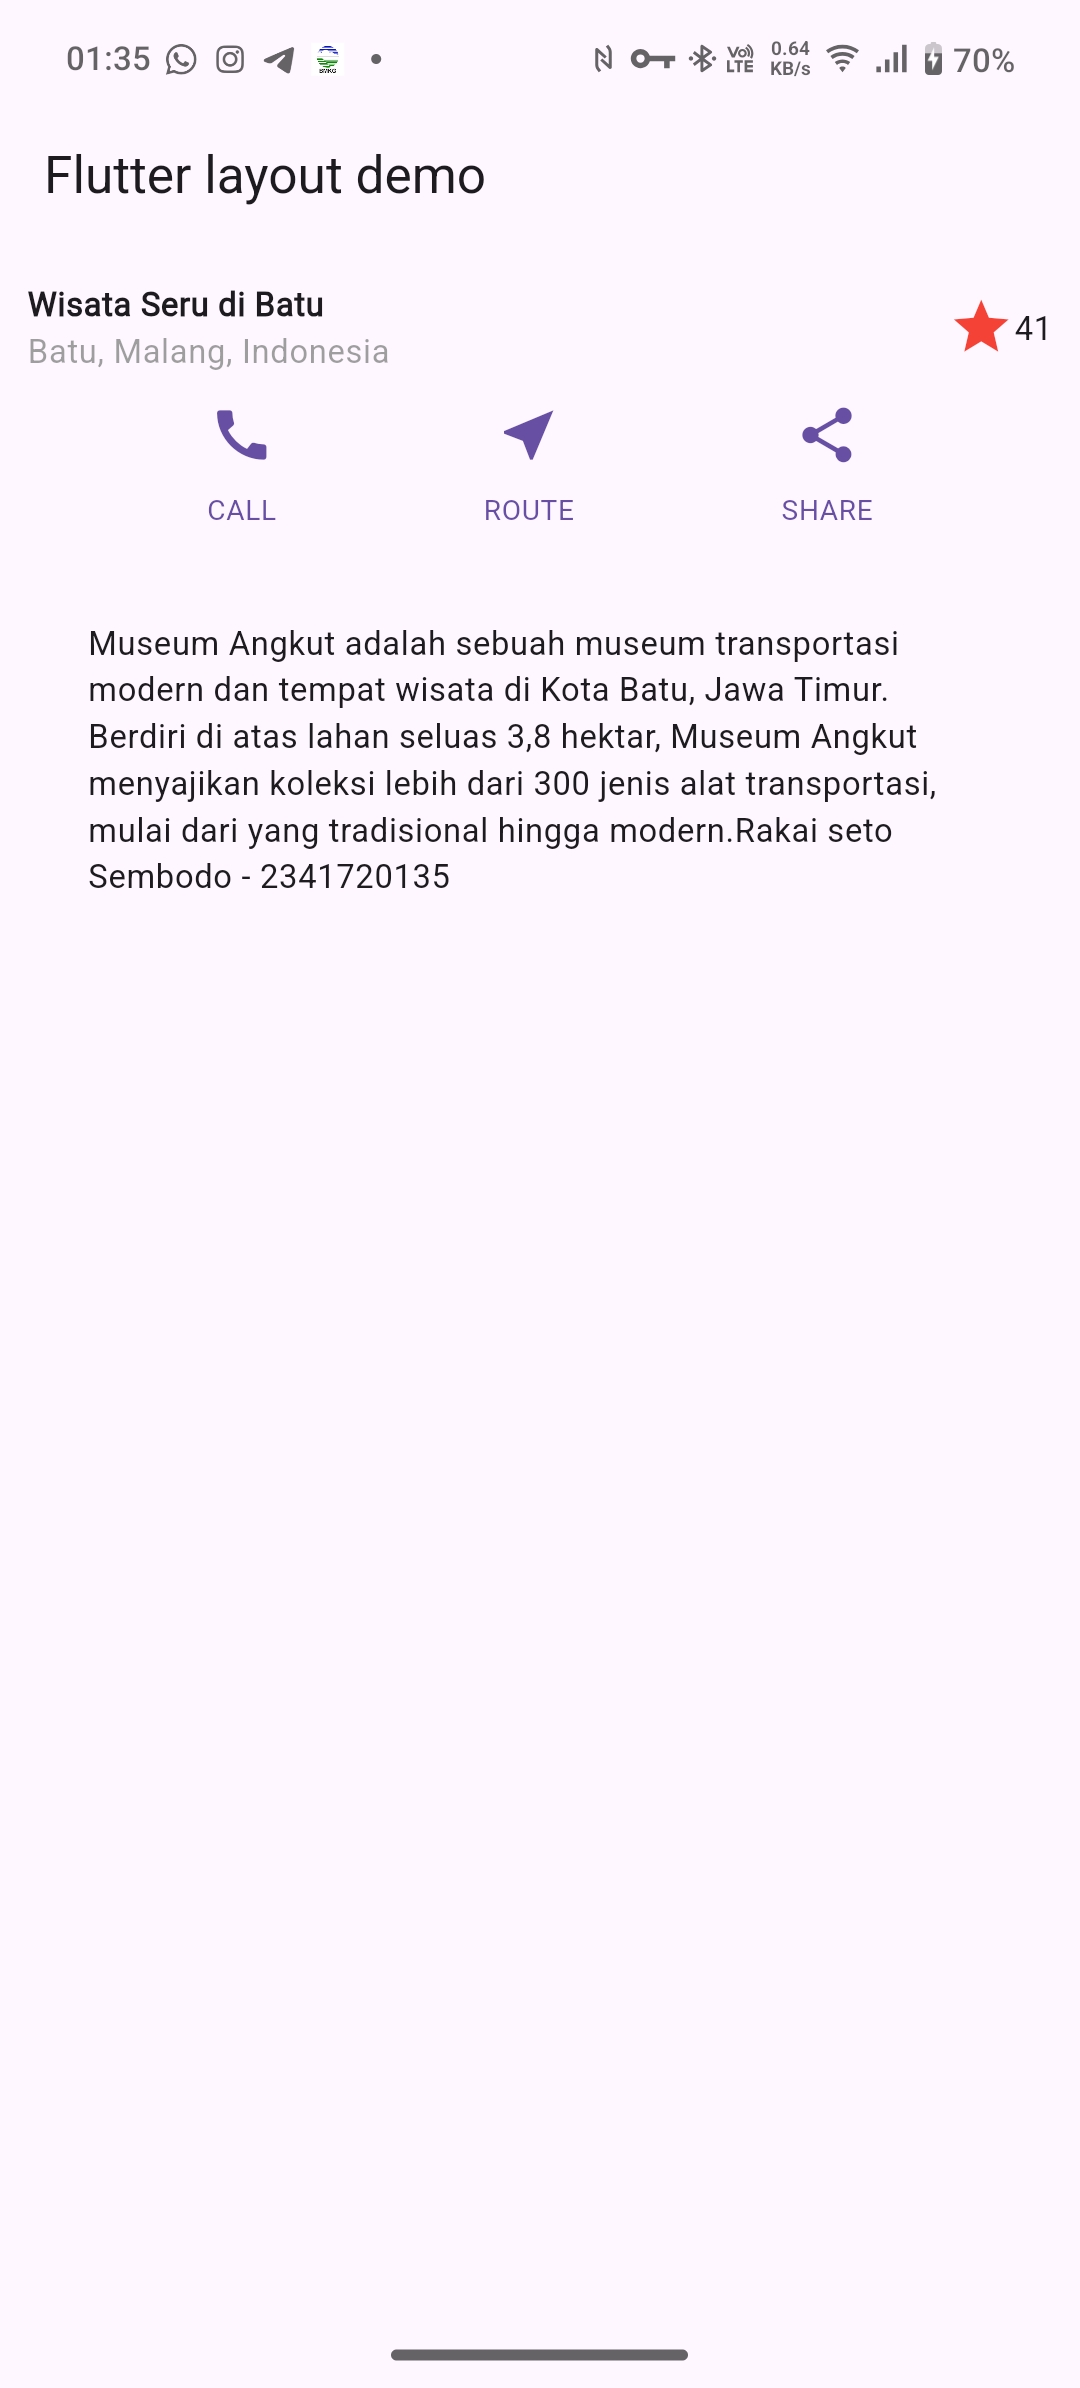 01:35
BMKG
Vo) LTE
0.64 KB/s
70%
Flutter layout demo
Wisata Seru di Batu
Batu, Malang, Indonesia
41
CALL
ROUTE
SHARE
Museum Angkut adalah sebuah museum transportasi
modern dan tempat wisata di Kota Batu, Jawa Timur.
Berdiri di atas lahan seluas 3,8 hektar, Museum Angkut
menyajikan koleksi lebih dari 300 jenis alat transportasi,
mulai dari yang tradisional hingga modern.Rakai seto
Sembodo - 2341720135